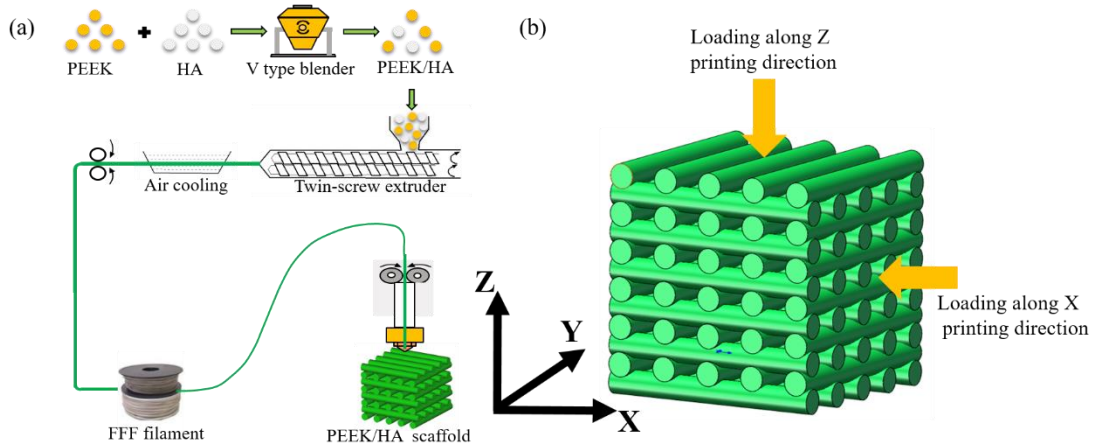 (a)
PEEK
+
HA
V type blender
PEEK/HA
Air cooling
Twin-screw extruder
FFF filament
PEEK/HA scaffold
(b)
Loading along Z
printing direction
Loading along X
printing direction
Z
Y
X